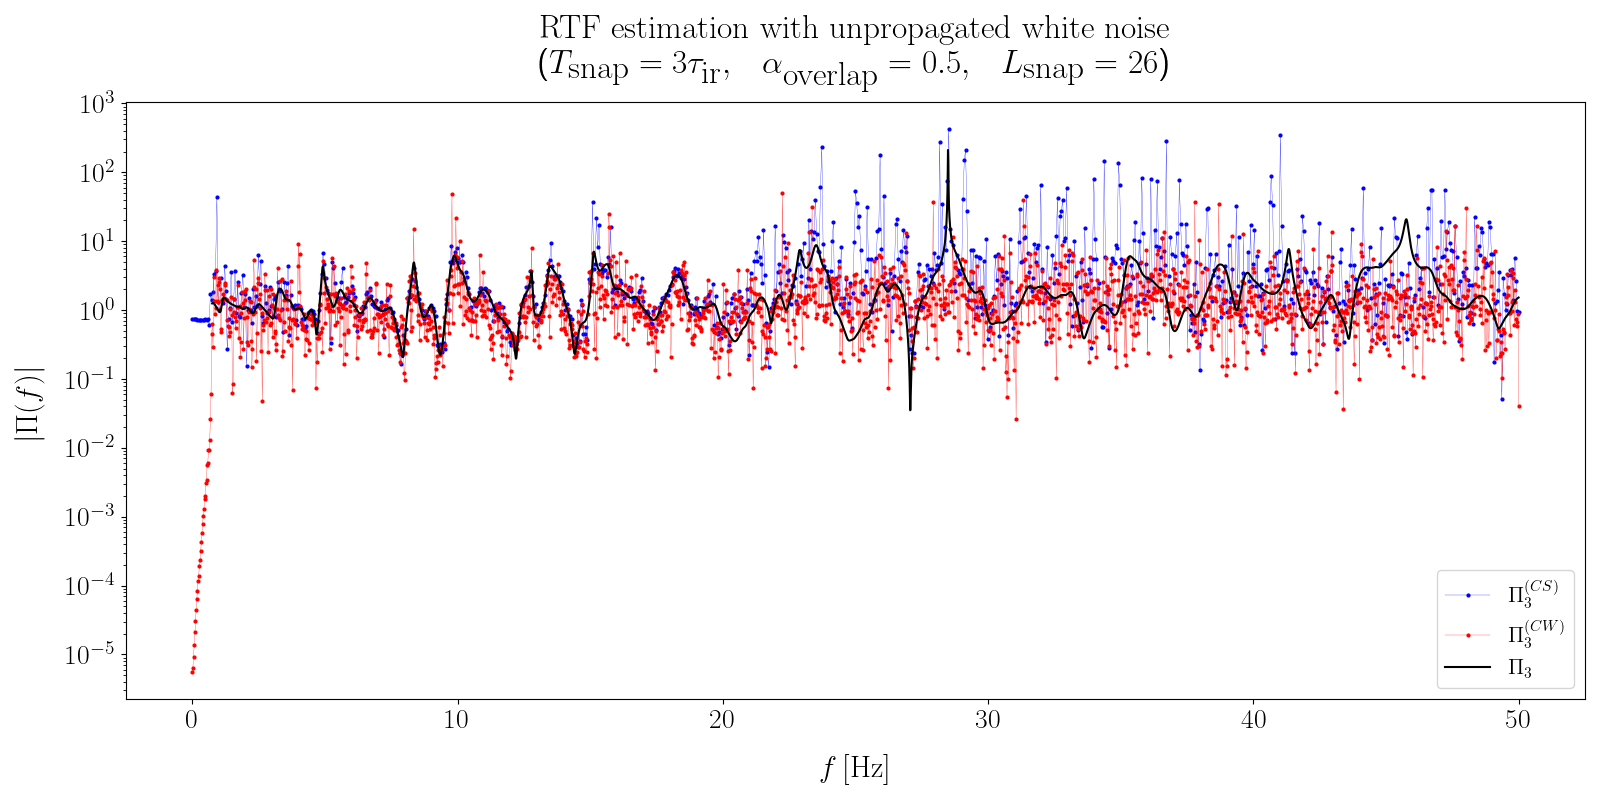 RTF estimation with unpropagated white noise
(T_snap = 3τ_ir, α_overlap = 0.5, L_snap = 26)
|Π(f)|
10^3
10^2
10^1
10^0
10^−1
10^−2
10^−3
10^−4
10^−5
Π_3^(CS)
Π_3^(CW)
Π_3
0 10 20 30 40 50
f [Hz]